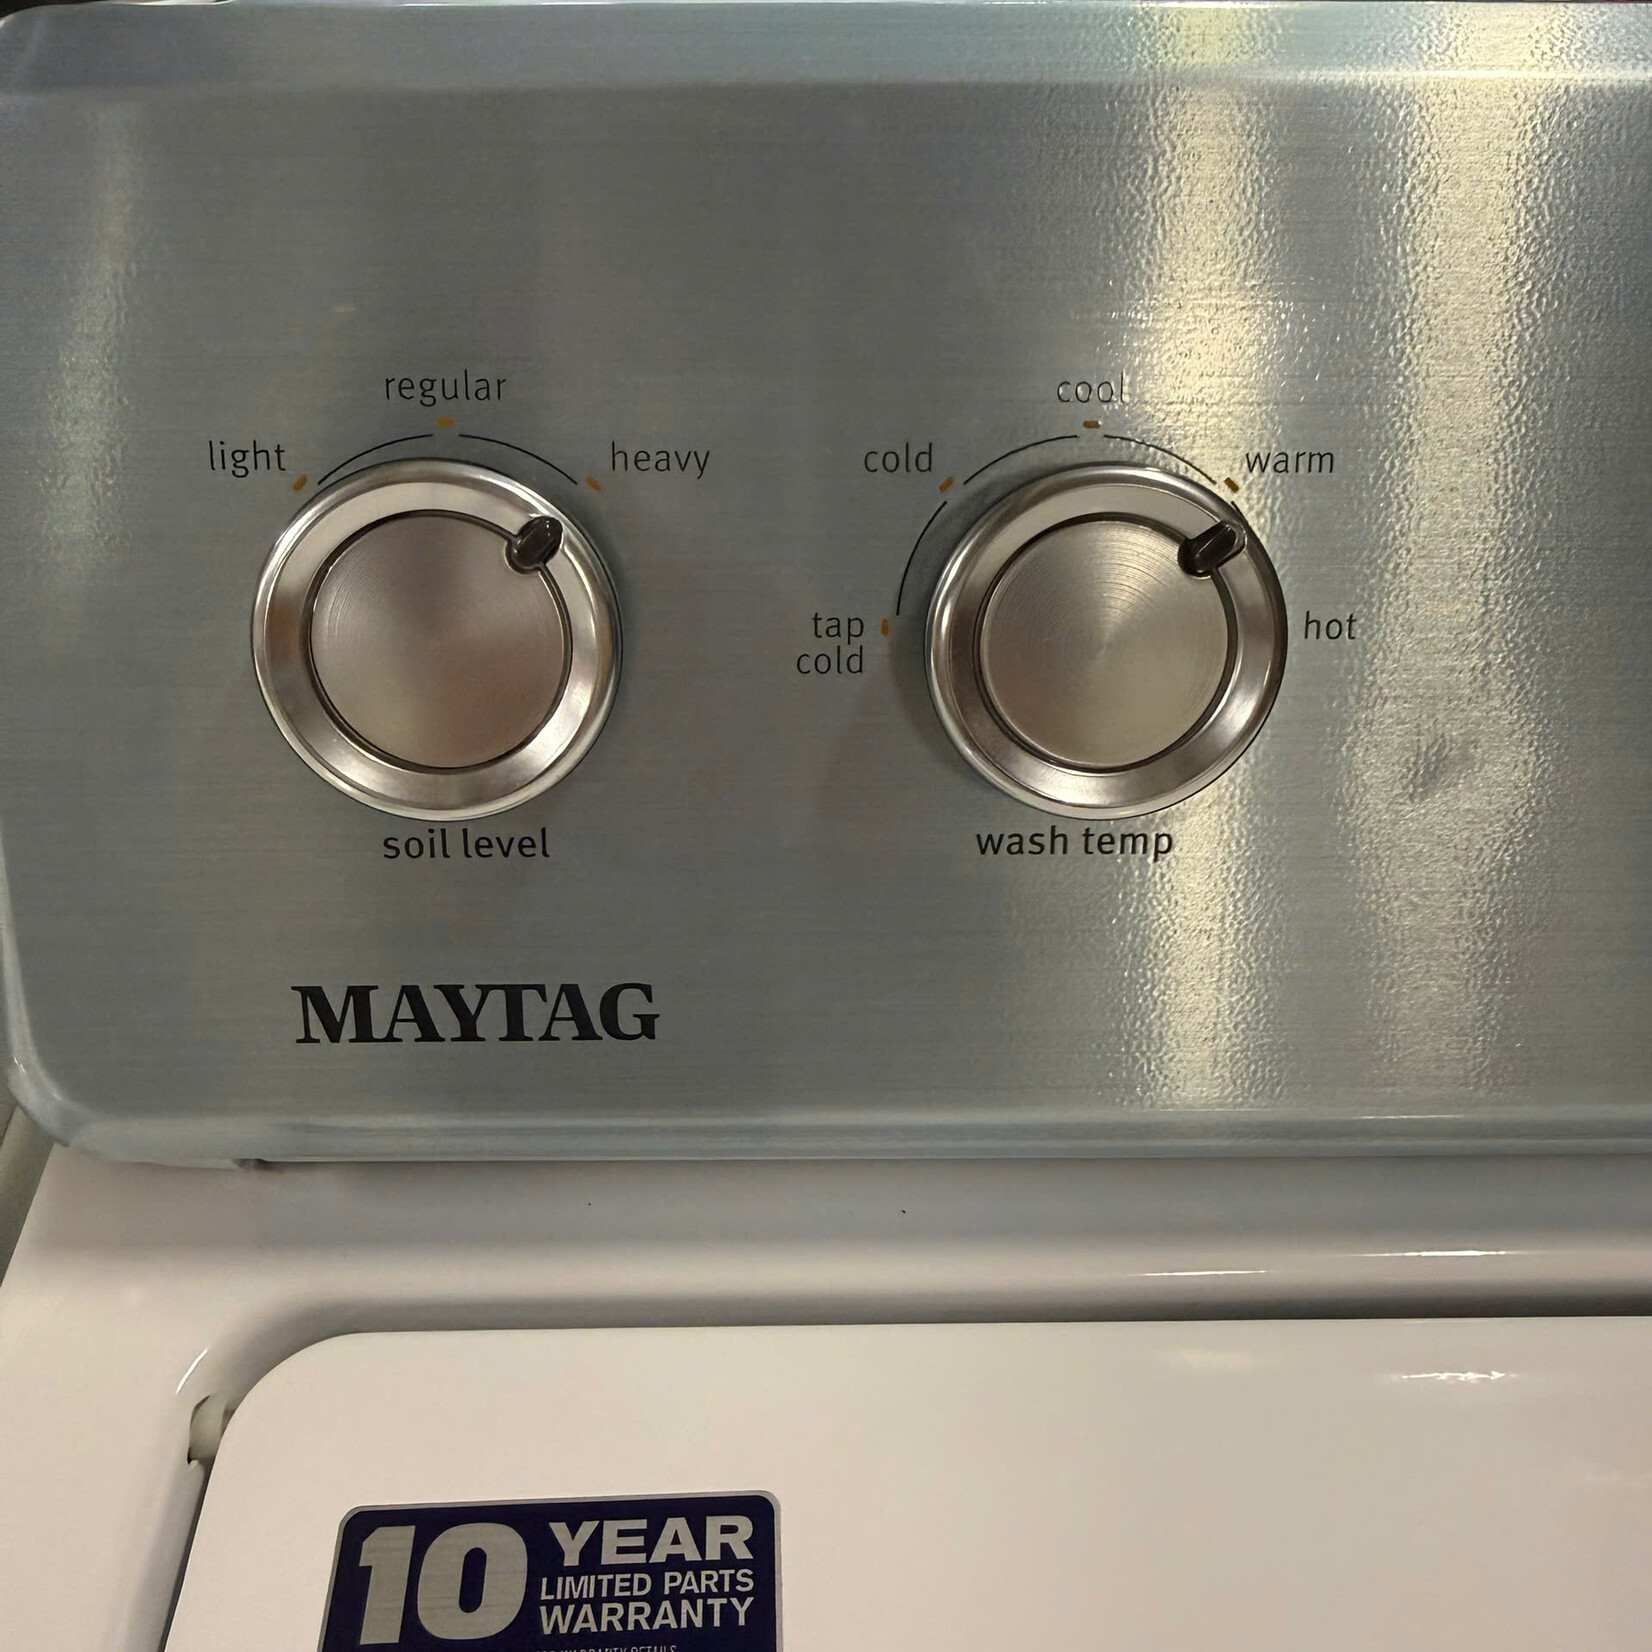 regular
light
heavy
soil level
cool
cold
warm
tap
cold
hot
wash temp
MAYTAG
10 YEAR
LIMITED PARTS
WARRANTY